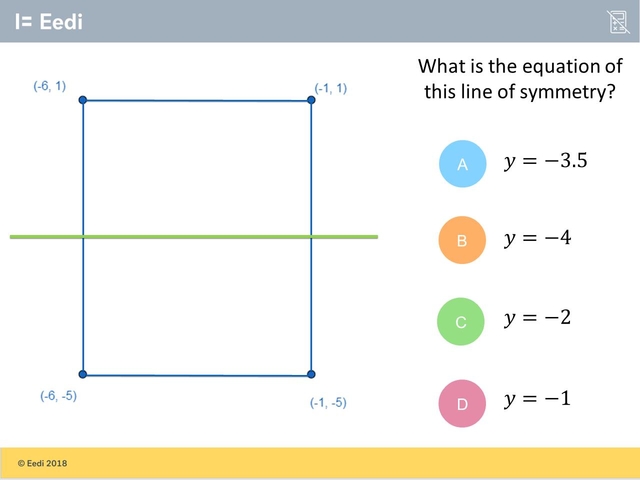 Eedi
What is the equation of
this line of symmetry?
(-6, 1)
(-1, 1)
(-6, -5)
(-1, -5)
A y = −3.5
B y = −4
C y = −2
D y = −1
© Eedi 2018